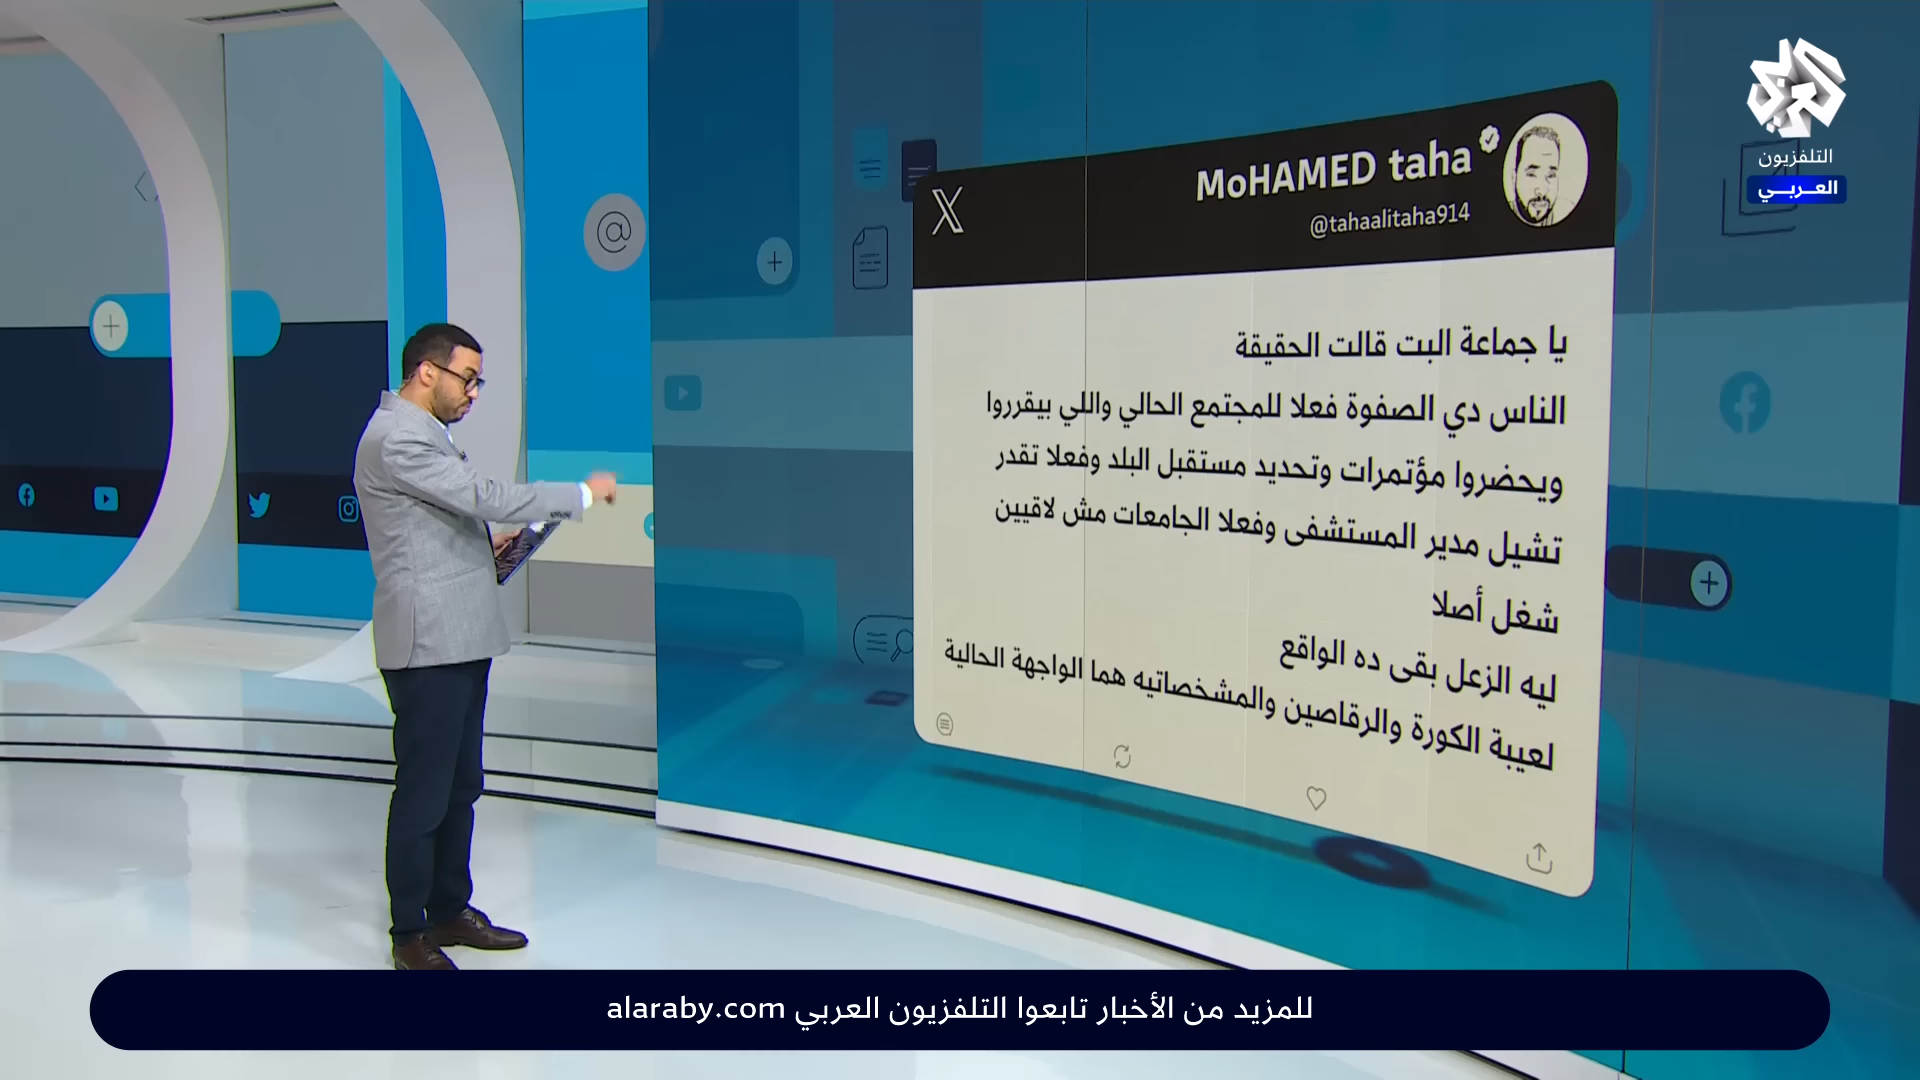 التلفزيون
العربي
MoHAMED taha
@tahaalitaha914
يا جماعة البت قالت الحقيقة
الناس دي الصفوة فعلا للمجتمع الحالي واللي بيقرروا
ويحضروا مؤتمرات وتحديد مستقبل البلد وفعلا تقدر
تشيل مدير المستشفى وفعلا الجامعات مش لاقيين
شغل أصلا
ليه الزعل بقى ده الواقع
لعيبة الكورة والرقاصين والمشخصاتيه هما الواجهة الحالية
للمزيد من الأخبار تابعوا التلفزيون العربي alaraby.com